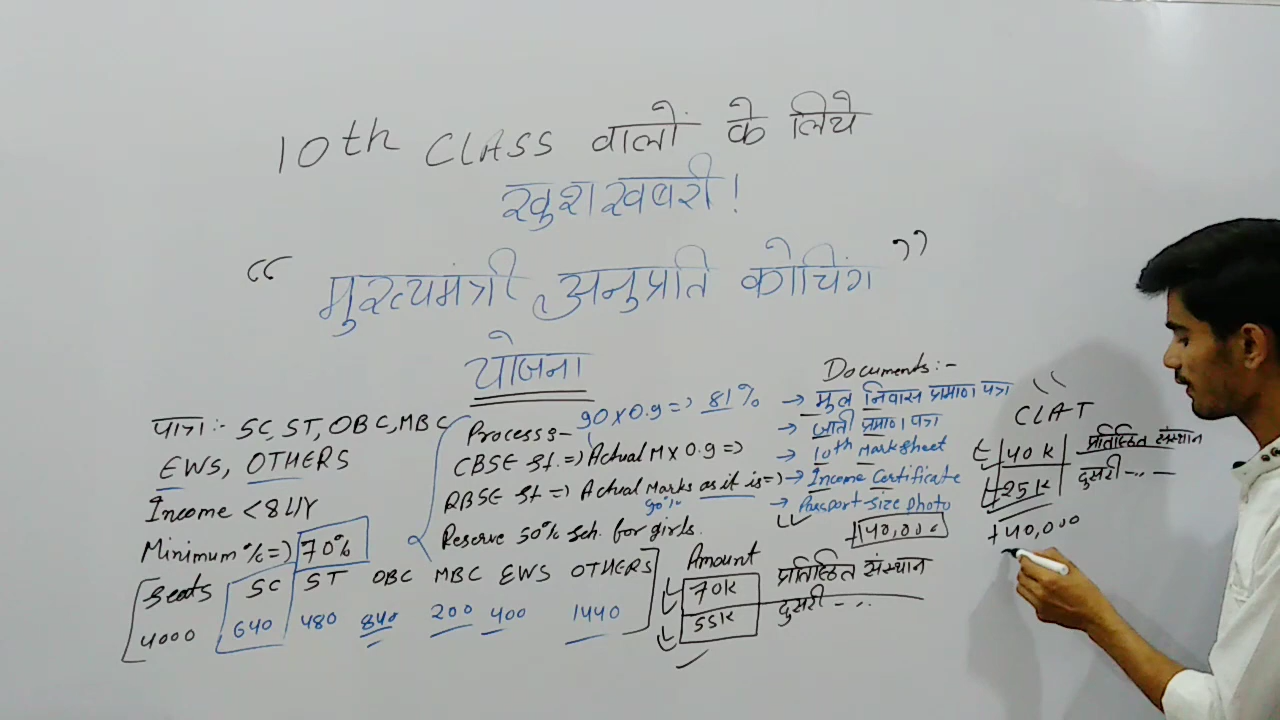 10th CLASS वालों के लिये
खुशखबरी!
“ मुख्यमंत्री अनुप्रति कोचिंग ”
योजना
पात्र:- SC, ST, OBC, MBC
EWS, OTHERS
Income < 8L/Y
Minimum % => 70%
Seats SC ST OBC MBC EWS OTHERS
4000 640 480 840 200 400 1440
90 x 0.9 => 81%
Process:-
CBSE st. => Actual M x 0.9 =>
RBSE st => Actual Marks as it is =>
90%
Reserve 50% Sch. for girls.
Amount
70K प्रतिष्ठित संस्थान
55K दुसरी - ...
Documents:-
→ मुल निवास प्रमाण पत्र
→ जाती प्रमाण पत्र
→ 10th Marksheet
→ Income Certificate
→ Passport-size Photo
+40,000
CLAT
40K प्रतिष्ठित संस्थान
25K दुसरी - ... -
+40,000